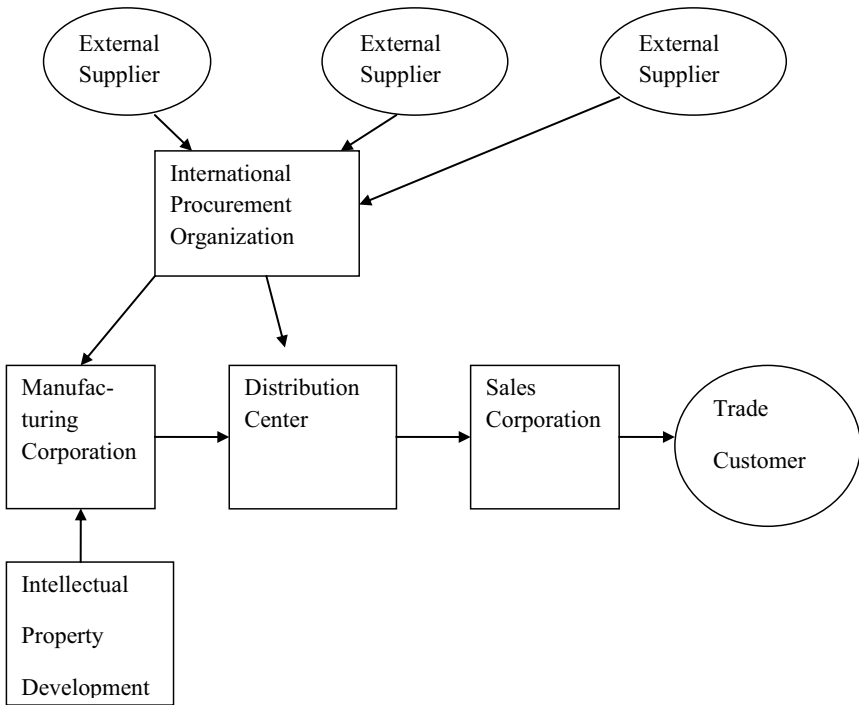 External
Supplier
External
Supplier
External
Supplier
International
Procurement
Organization
Manufac-
turing
Corporation
Distribution
Center
Sales
Corporation
Trade
Customer
Intellectual
Property
Development